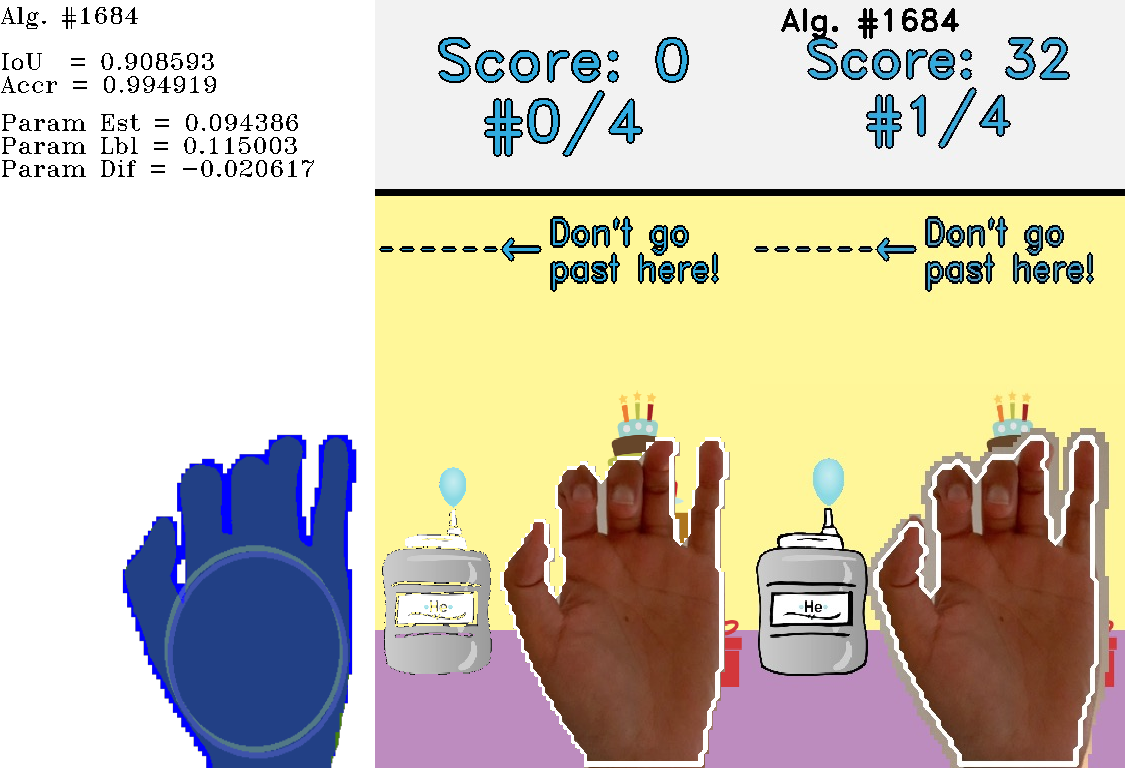 Alg. #1684
IoU = 0.908593
Accr = 0.994919
Param Est = 0.094386
Param Lbl = 0.115003
Param Dif = −0.020617
Score: 0
#0/4
Don't go
past here!
He
Alg. #1684
Score: 32
#1/4
Don't go
past here!
He